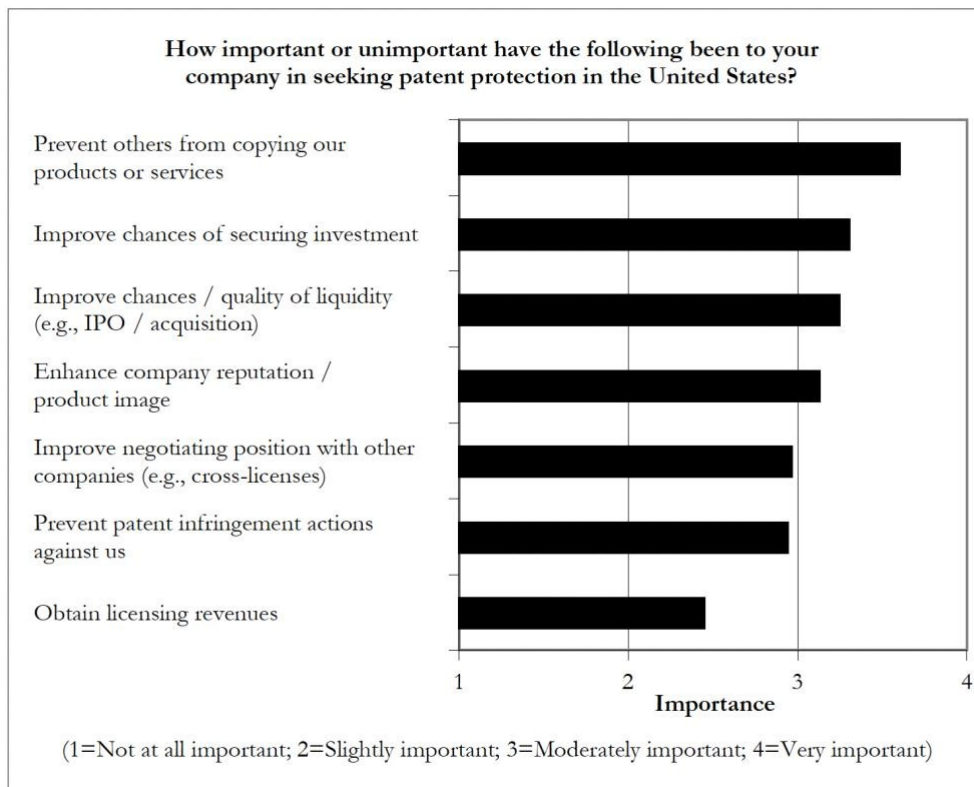 How important or unimportant have the following been to your
company in seeking patent protection in the United States?
Prevent others from copying our
products or services
Improve chances of securing investment
Improve chances / quality of liquidity
(e.g., IPO / acquisition)
Enhance company reputation /
product image
Improve negotiating position with other
companies (e.g., cross-licenses)
Prevent patent infringement actions
against us
Obtain licensing revenues
1 2 3 4
Importance
(1=Not at all important; 2=Slightly important; 3=Moderately important; 4=Very important)